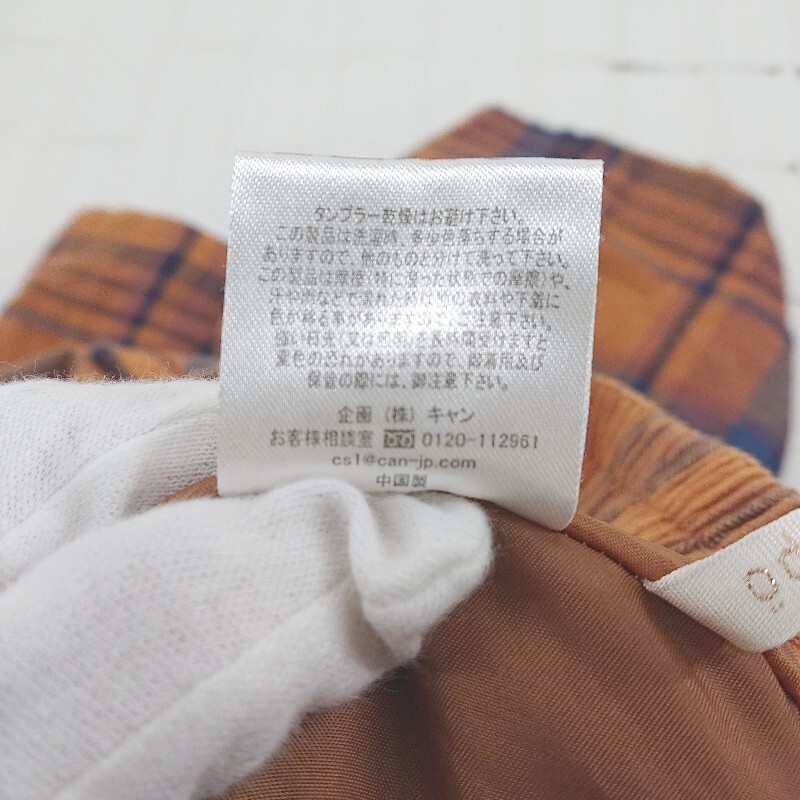 タンブラー乾燥はお避け下さい。
この製品は洗濯時、多少色落ちする場合が
ありますので、他のものと分けて洗って下さい。
この製品は摩擦(特に湿った状態での摩擦)や、
汗や雨などで濡れた時は他の衣料や下着に
色が移る事がありますので、ご注意下さい。
強い日光(又は照明)を長時間受けますと
変色の恐れがありますので、御着用及び
保管の際には、御注意下さい。
企画(株)キャン
お客様相談室 0120-112961
cs1@can-jp.com
中国製